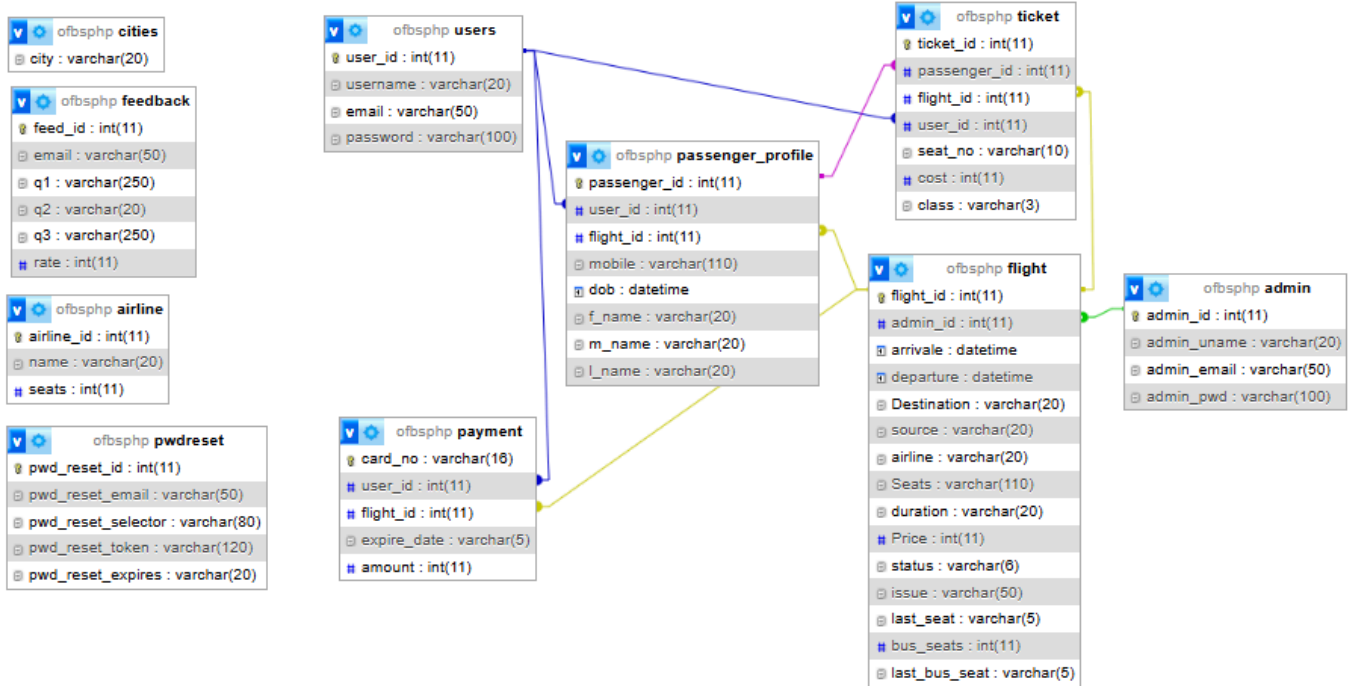 ofbsphp cities
city : varchar(20)
ofbsphp feedback
feed_id : int(11)
email : varchar(50)
q1 : varchar(250)
q2 : varchar(20)
q3 : varchar(250)
# rate : int(11)
ofbsphp airline
airline_id : int(11)
name : varchar(20)
# seats : int(11)
ofbsphp pwdreset
pwd_reset_id : int(11)
pwd_reset_email : varchar(50)
pwd_reset_selector : varchar(80)
pwd_reset_token : varchar(120)
pwd_reset_expires : varchar(20)
ofbsphp users
user_id : int(11)
username : varchar(20)
email : varchar(50)
password : varchar(100)
ofbsphp passenger_profile
passenger_id : int(11)
# user_id : int(11)
# flight_id : int(11)
mobile : varchar(110)
dob : datetime
f_name : varchar(20)
m_name : varchar(20)
l_name : varchar(20)
ofbsphp payment
card_no : varchar(16)
# user_id : int(11)
# flight_id : int(11)
expire_date : varchar(5)
# amount : int(11)
ofbsphp ticket
ticket_id : int(11)
# passenger_id : int(11)
# flight_id : int(11)
# user_id : int(11)
seat_no : varchar(10)
# cost : int(11)
class : varchar(3)
ofbsphp flight
flight_id : int(11)
# admin_id : int(11)
arrivale : datetime
departure : datetime
Destination : varchar(20)
source : varchar(20)
airline : varchar(20)
Seats : varchar(110)
duration : varchar(20)
# Price : int(11)
status : varchar(6)
issue : varchar(50)
last_seat : varchar(5)
# bus_seats : int(11)
last_bus_seat : varchar(5)
ofbsphp admin
admin_id : int(11)
admin_uname : varchar(20)
admin_email : varchar(50)
admin_pwd : varchar(100)